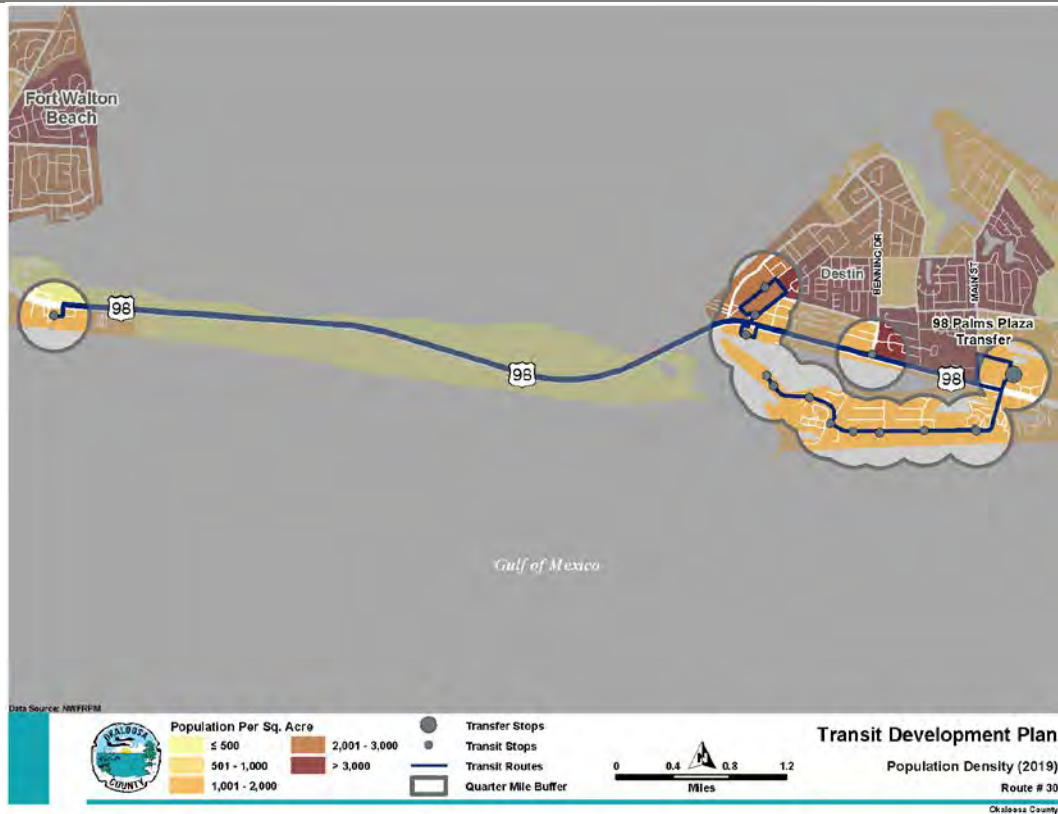 Fort Walton
Beach
98
98
Destin
BENNING DR
MAIN ST
98 Palms Plaza
Transfer
98
Gulf of Mexico
Data Source: NWFRPM
OKALOOSA
COUNTY
Population Per Sq. Acre
≤ 500
501 - 1,000
1,001 - 2,000
2,001 - 3,000
> 3,000
Transfer Stops
Transit Stops
Transit Routes
Quarter Mile Buffer
N
0 0.4 0.8 1.2
Miles
Transit Development Plan
Population Density (2019)
Route # 30
Okaloosa County